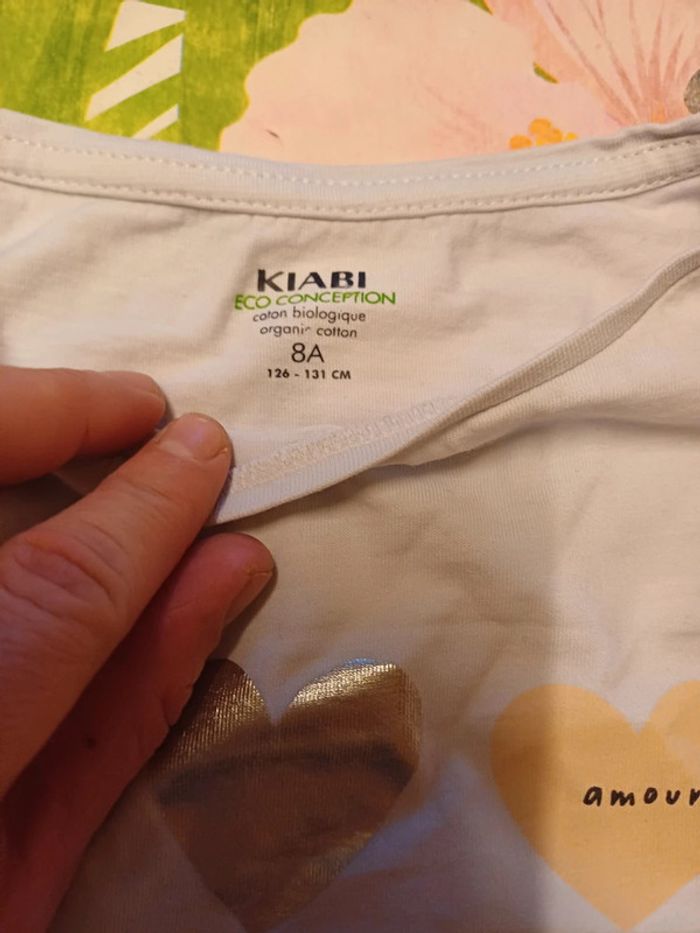 KIABI
ECO CONCEPTION
coton biologique
organic cotton
8A
126 - 131 CM
amour